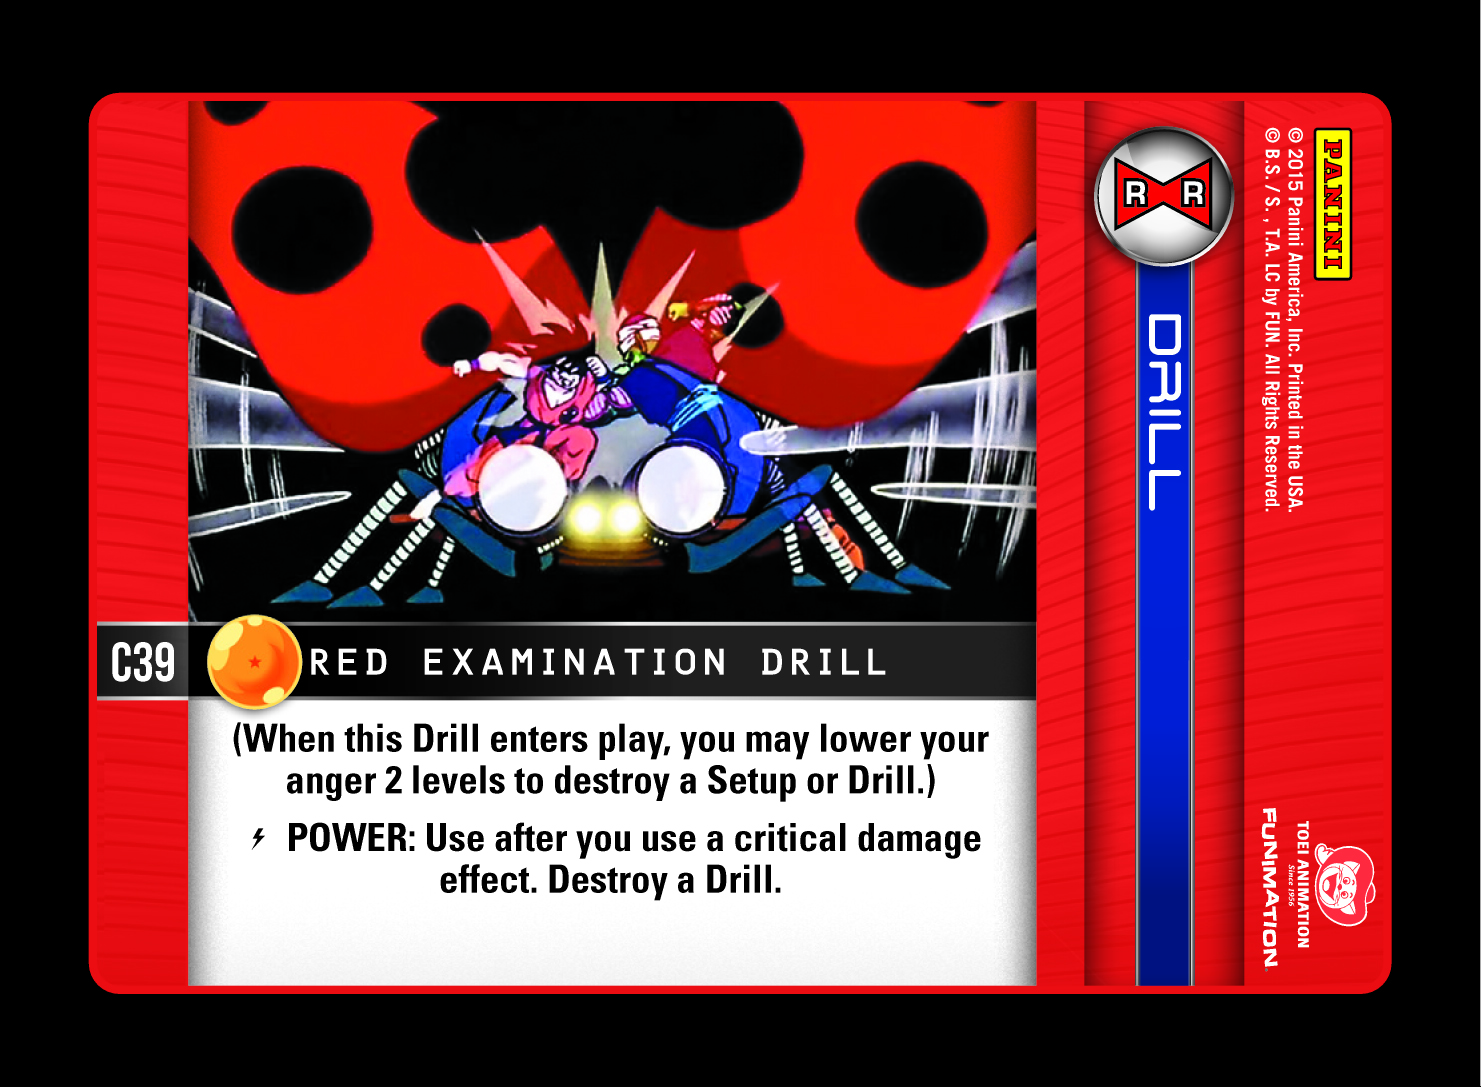 C39
RED EXAMINATION DRILL
(When this Drill enters play, you may lower your
anger 2 levels to destroy a Setup or Drill.)
POWER: Use after you use a critical damage
effect. Destroy a Drill.
R R
DRILL
PANINI
© 2015 Panini America, Inc. Printed in the USA.
© B.S. / S. , T.A. LC by FUN. All Rights Reserved.
TOEI ANIMATION
Since 1956
FUNIMATION